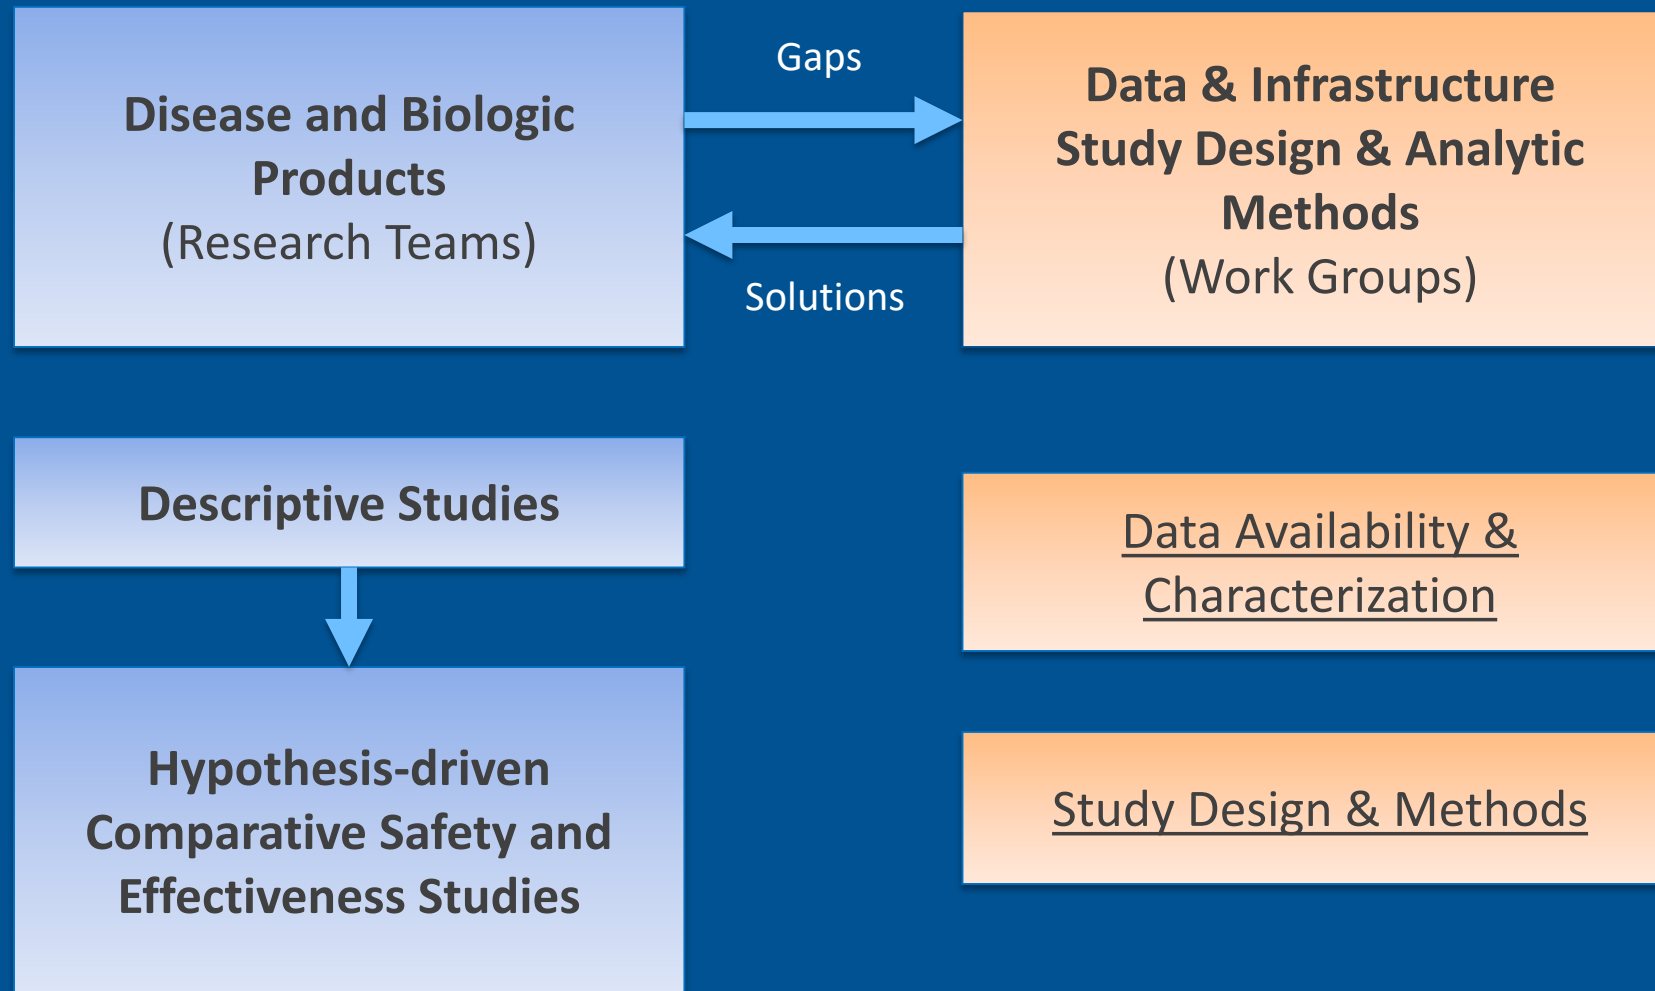 Disease and Biologic
Products
(Research Teams)
Gaps
Solutions
Data & Infrastructure
Study Design & Analytic
Methods
(Work Groups)
Descriptive Studies
Hypothesis-driven
Comparative Safety and
Effectiveness Studies
Data Availability &
Characterization
Study Design & Methods